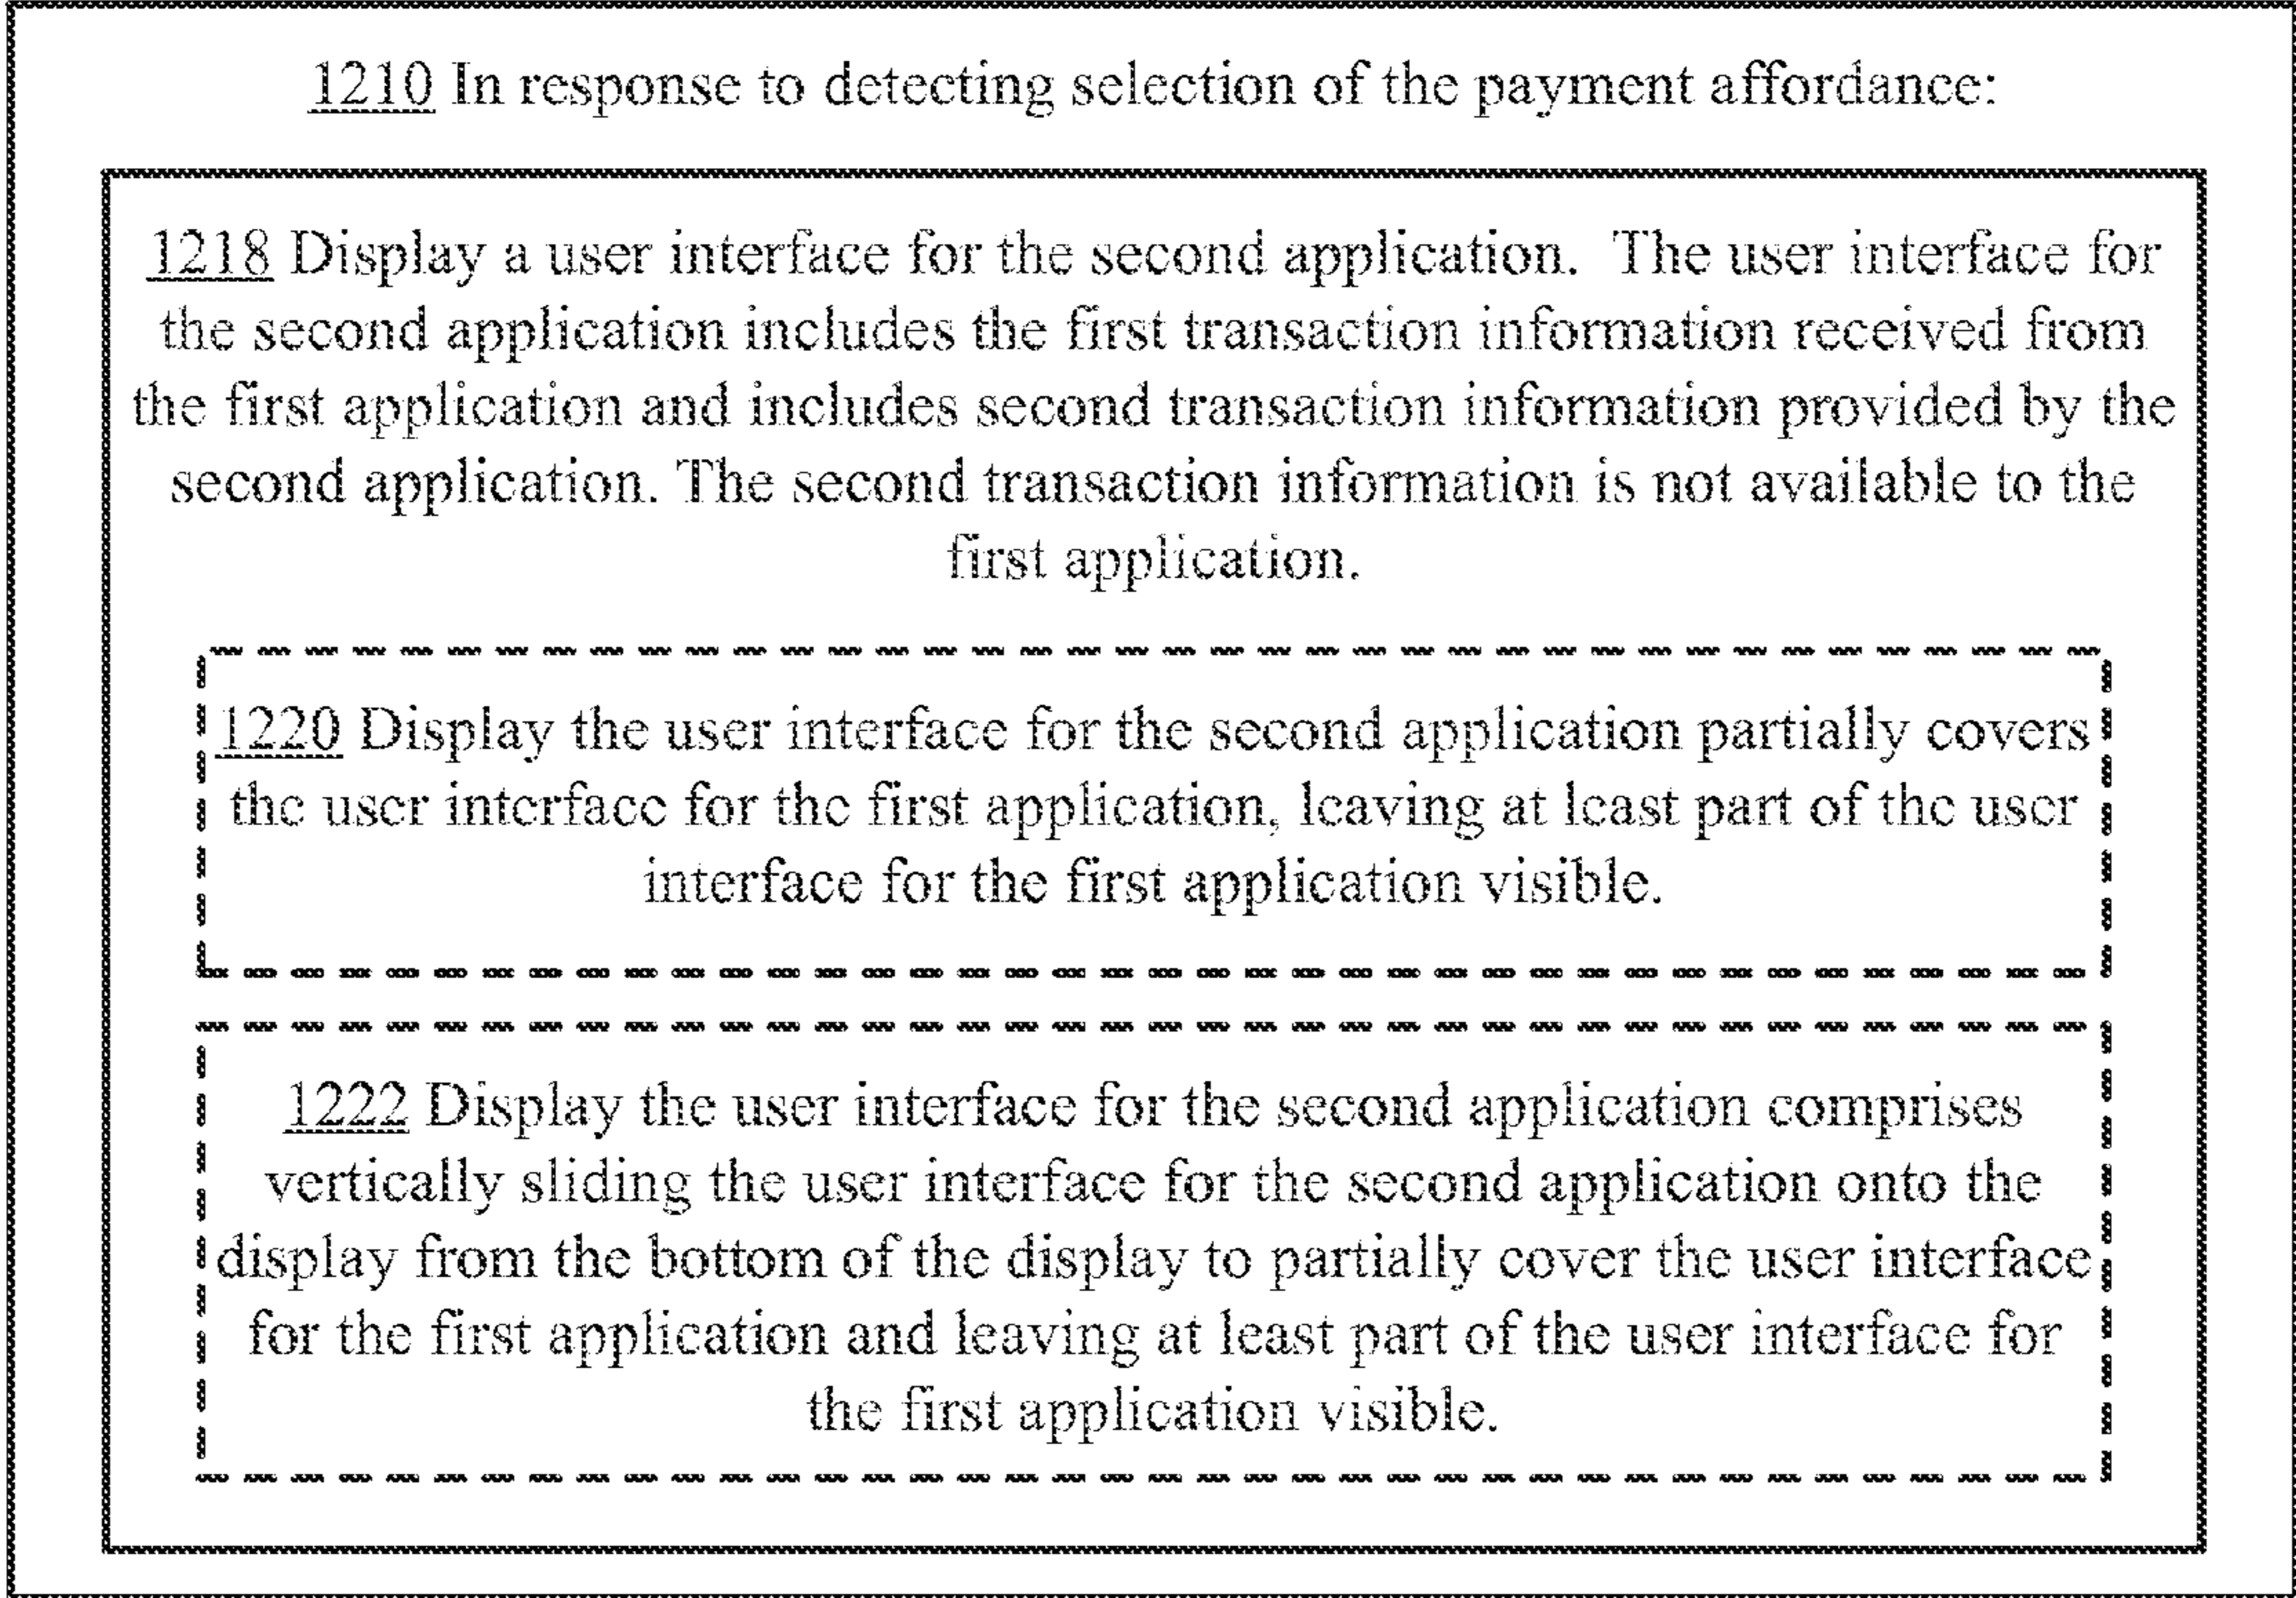 1210 In response to detecting selection of the payment affordance:
1218 Display a user interface for the second application. The user interface for
the second application includes the first transaction information received from
the first application and includes second transaction information provided by the
second application. The second transaction information is not available to the
first application.
1220 Display the user interface for the second application partially covers
the user interface for the first application, leaving at least part of the user
interface for the first application visible.
1222 Display the user interface for the second application comprises
vertically sliding the user interface for the second application onto the
display from the bottom of the display to partially cover the user interface
for the first application and leaving at least part of the user interface for
the first application visible.